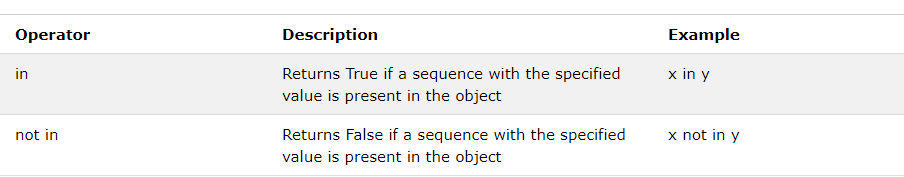 Operator Description Example
in Returns True if a sequence with the specified x in y
value is present in the object
not in Returns False if a sequence with the specified x not in y
value is present in the object